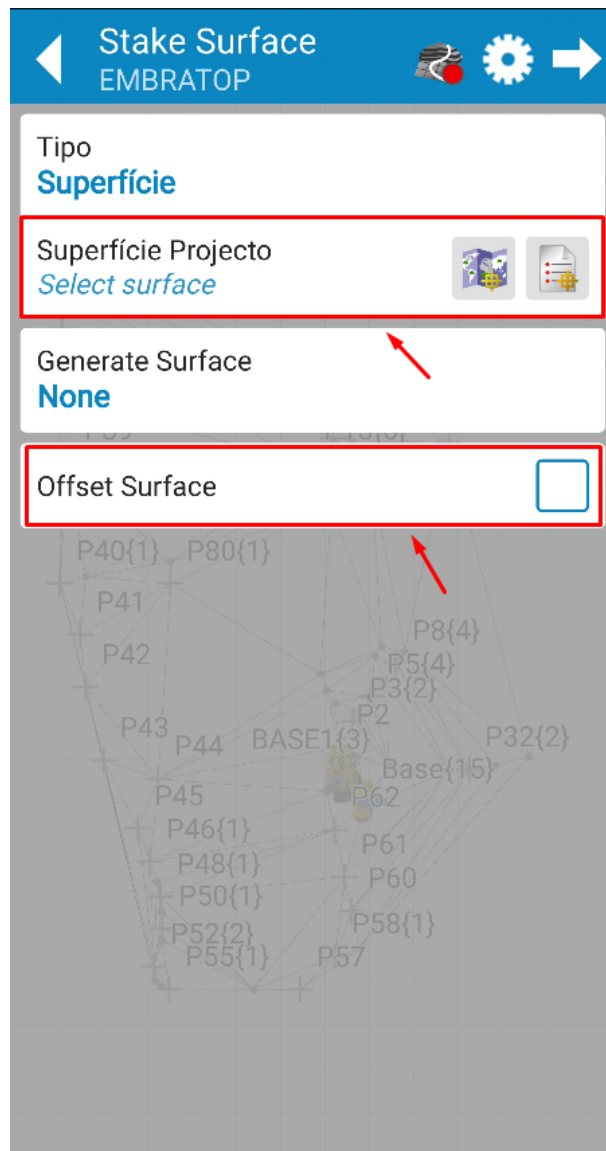 Stake Surface
EMBRATOP
Tipo
Superfície
Superfície Projecto
Select surface
Generate Surface
None
Offset Surface
P40{1} P80{1}
P41
P42
P8{4}
P5{4}
P3{2}
P2
P43 P44 BASE1{3} P32{2}
Base{15}
P45 P62
P46{1} P61
P48{1} P60
P50{1}
P58{1}
P52{2}
P55{1} P57